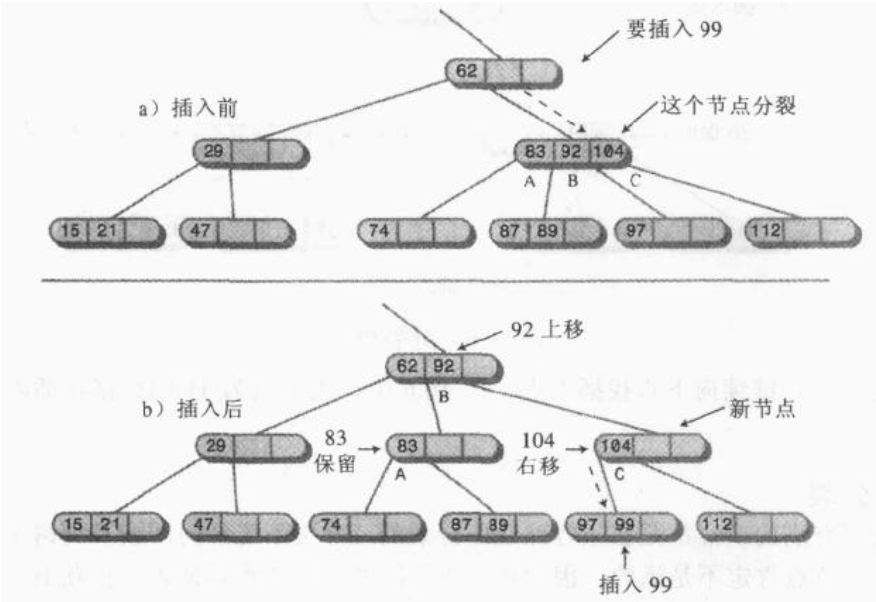 要插入 99
62
a）插入前
这个节点分裂
29
83 92 104
A B C
15 21
47
74
87 89
97
112
92 上移
62 92
B
b）插入后
新节点
29
83
保留
83
A
104
右移
104
C
15 21
47
74
87 89
97 99
112
插入 99